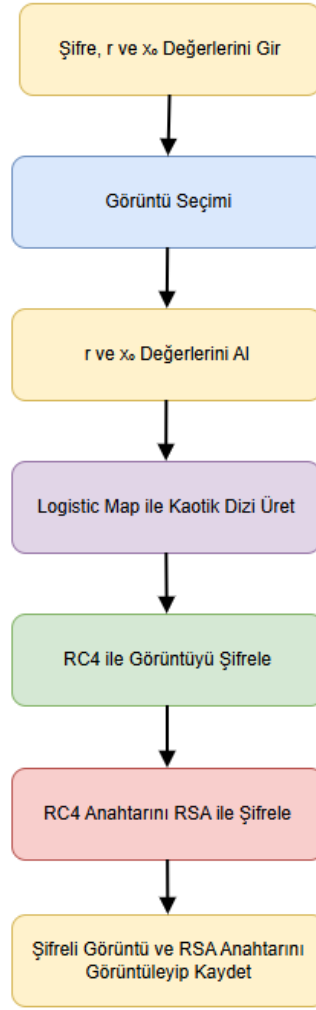 Şifre, r ve x₀ Değerlerini Gir
Görüntü Seçimi
r ve x₀ Değerlerini Al
Logistic Map ile Kaotik Dizi Üret
RC4 ile Görüntüyü Şifrele
RC4 Anahtarını RSA ile Şifrele
Şifreli Görüntü ve RSA Anahtarını
Görüntüleyip Kaydet